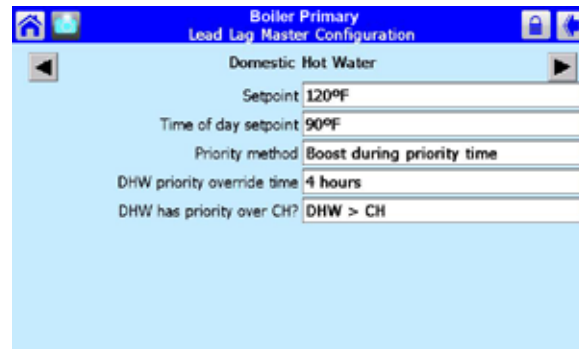 Boiler Primary
Lead Lag Master Configuration
Domestic Hot Water
Setpoint 120ºF
Time of day setpoint 90ºF
Priority method Boost during priority time
DHW priority override time 4 hours
DHW has priority over CH? DHW > CH